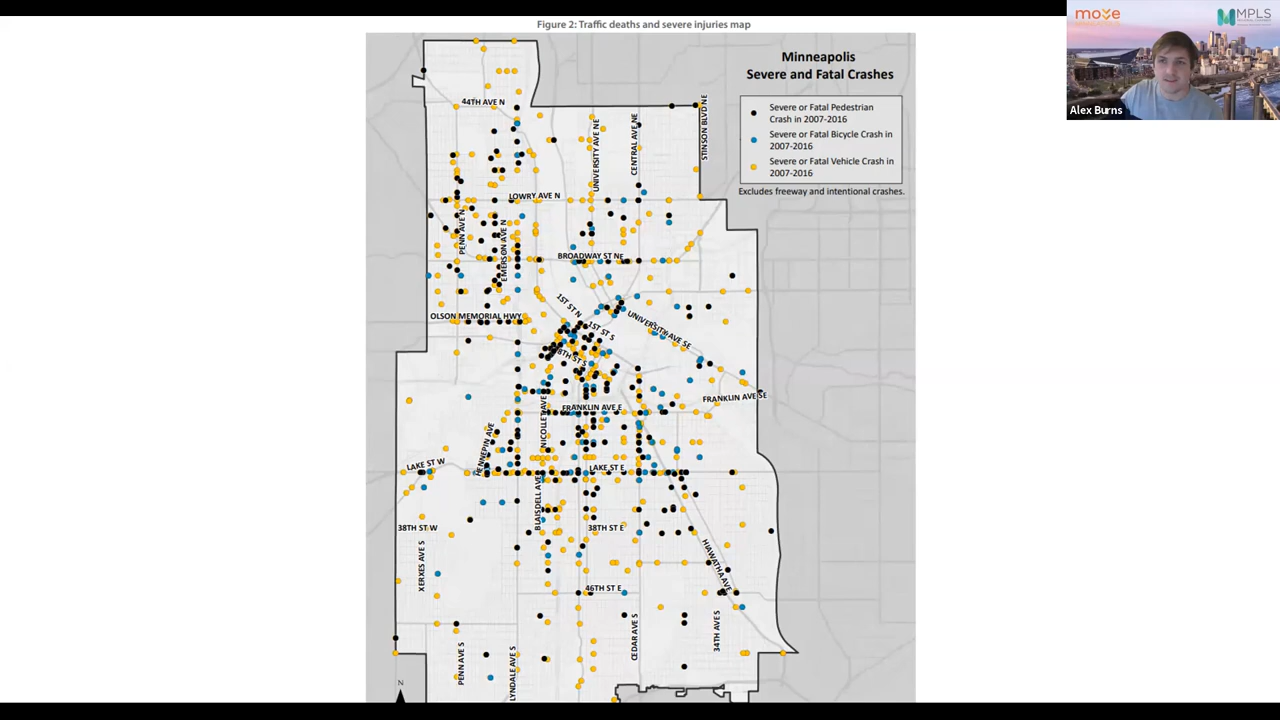 Figure 2: Traffic deaths and severe injuries map
move
MPLS
Alex Burns
Minneapolis
Severe and Fatal Crashes
Severe or Fatal Pedestrian
Crash in 2007-2016
Severe or Fatal Bicycle Crash in
2007-2016
Severe or Fatal Vehicle Crash in
2007-2016
Excludes freeway and intentional crashes.
44TH AVE N
UNIVERSITY AVE NE
CENTRAL AVE NE
STINSON BLVD NE
LOWRY AVE N
PENN AVE N
EMERSON AVE N
BROADWAY ST NE
1ST ST N
OLSON MEMORIAL HWY
1ST ST S
UNIVERSITY AVE SE
8TH ST S
FRANKLIN AVE SE
FRANKLIN AVE E
NICOLLET AVE
HENNEPIN AVE
LAKE ST W
LAKE ST E
BLAISDELL AVE
38TH ST W
38TH ST E
XERXES AVE S
HIAWATHA AVE
46TH ST E
CEDAR AVE S
34TH AVE S
PENN AVE S
LYNDALE AVE S
N